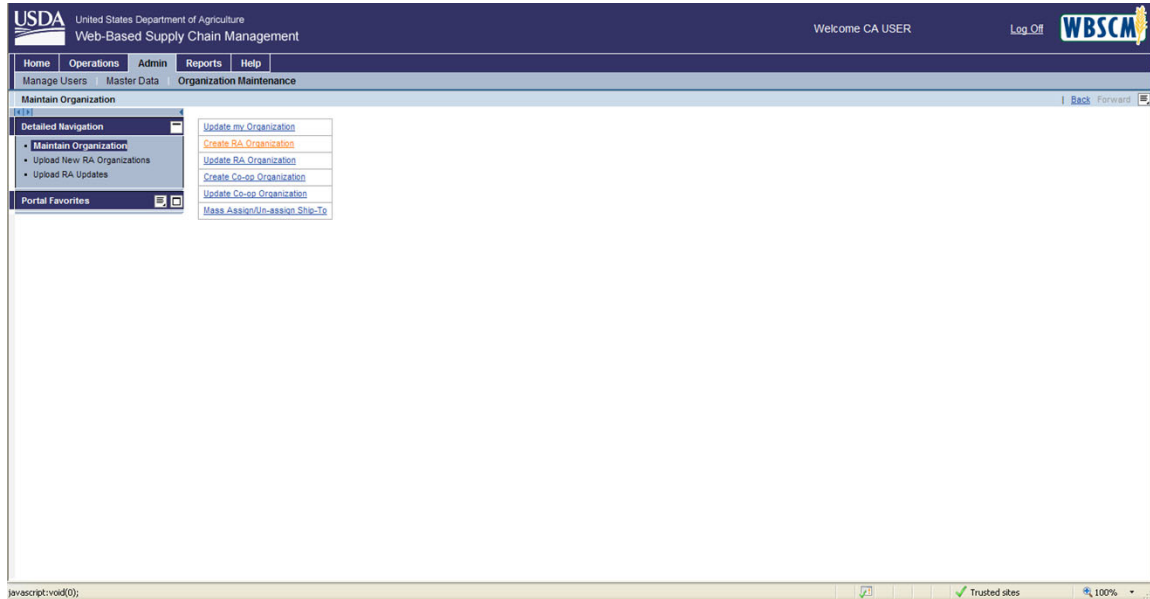 USDA United States Department of Agriculture
Web-Based Supply Chain Management
Welcome CA USER
Log Off
WBSCM
Home Operations Admin Reports Help
Manage Users Master Data Organization Maintenance
Maintain Organization
Back Forward
Detailed Navigation
Maintain Organization
Upload New RA Organizations
Upload RA Updates
Portal Favorites
Update my Organization
Create RA Organization
Update RA Organization
Create Co-op Organization
Update Co-op Organization
Mass Assign/Un-assign Ship-To
javascript:void(0);
Trusted sites
100%